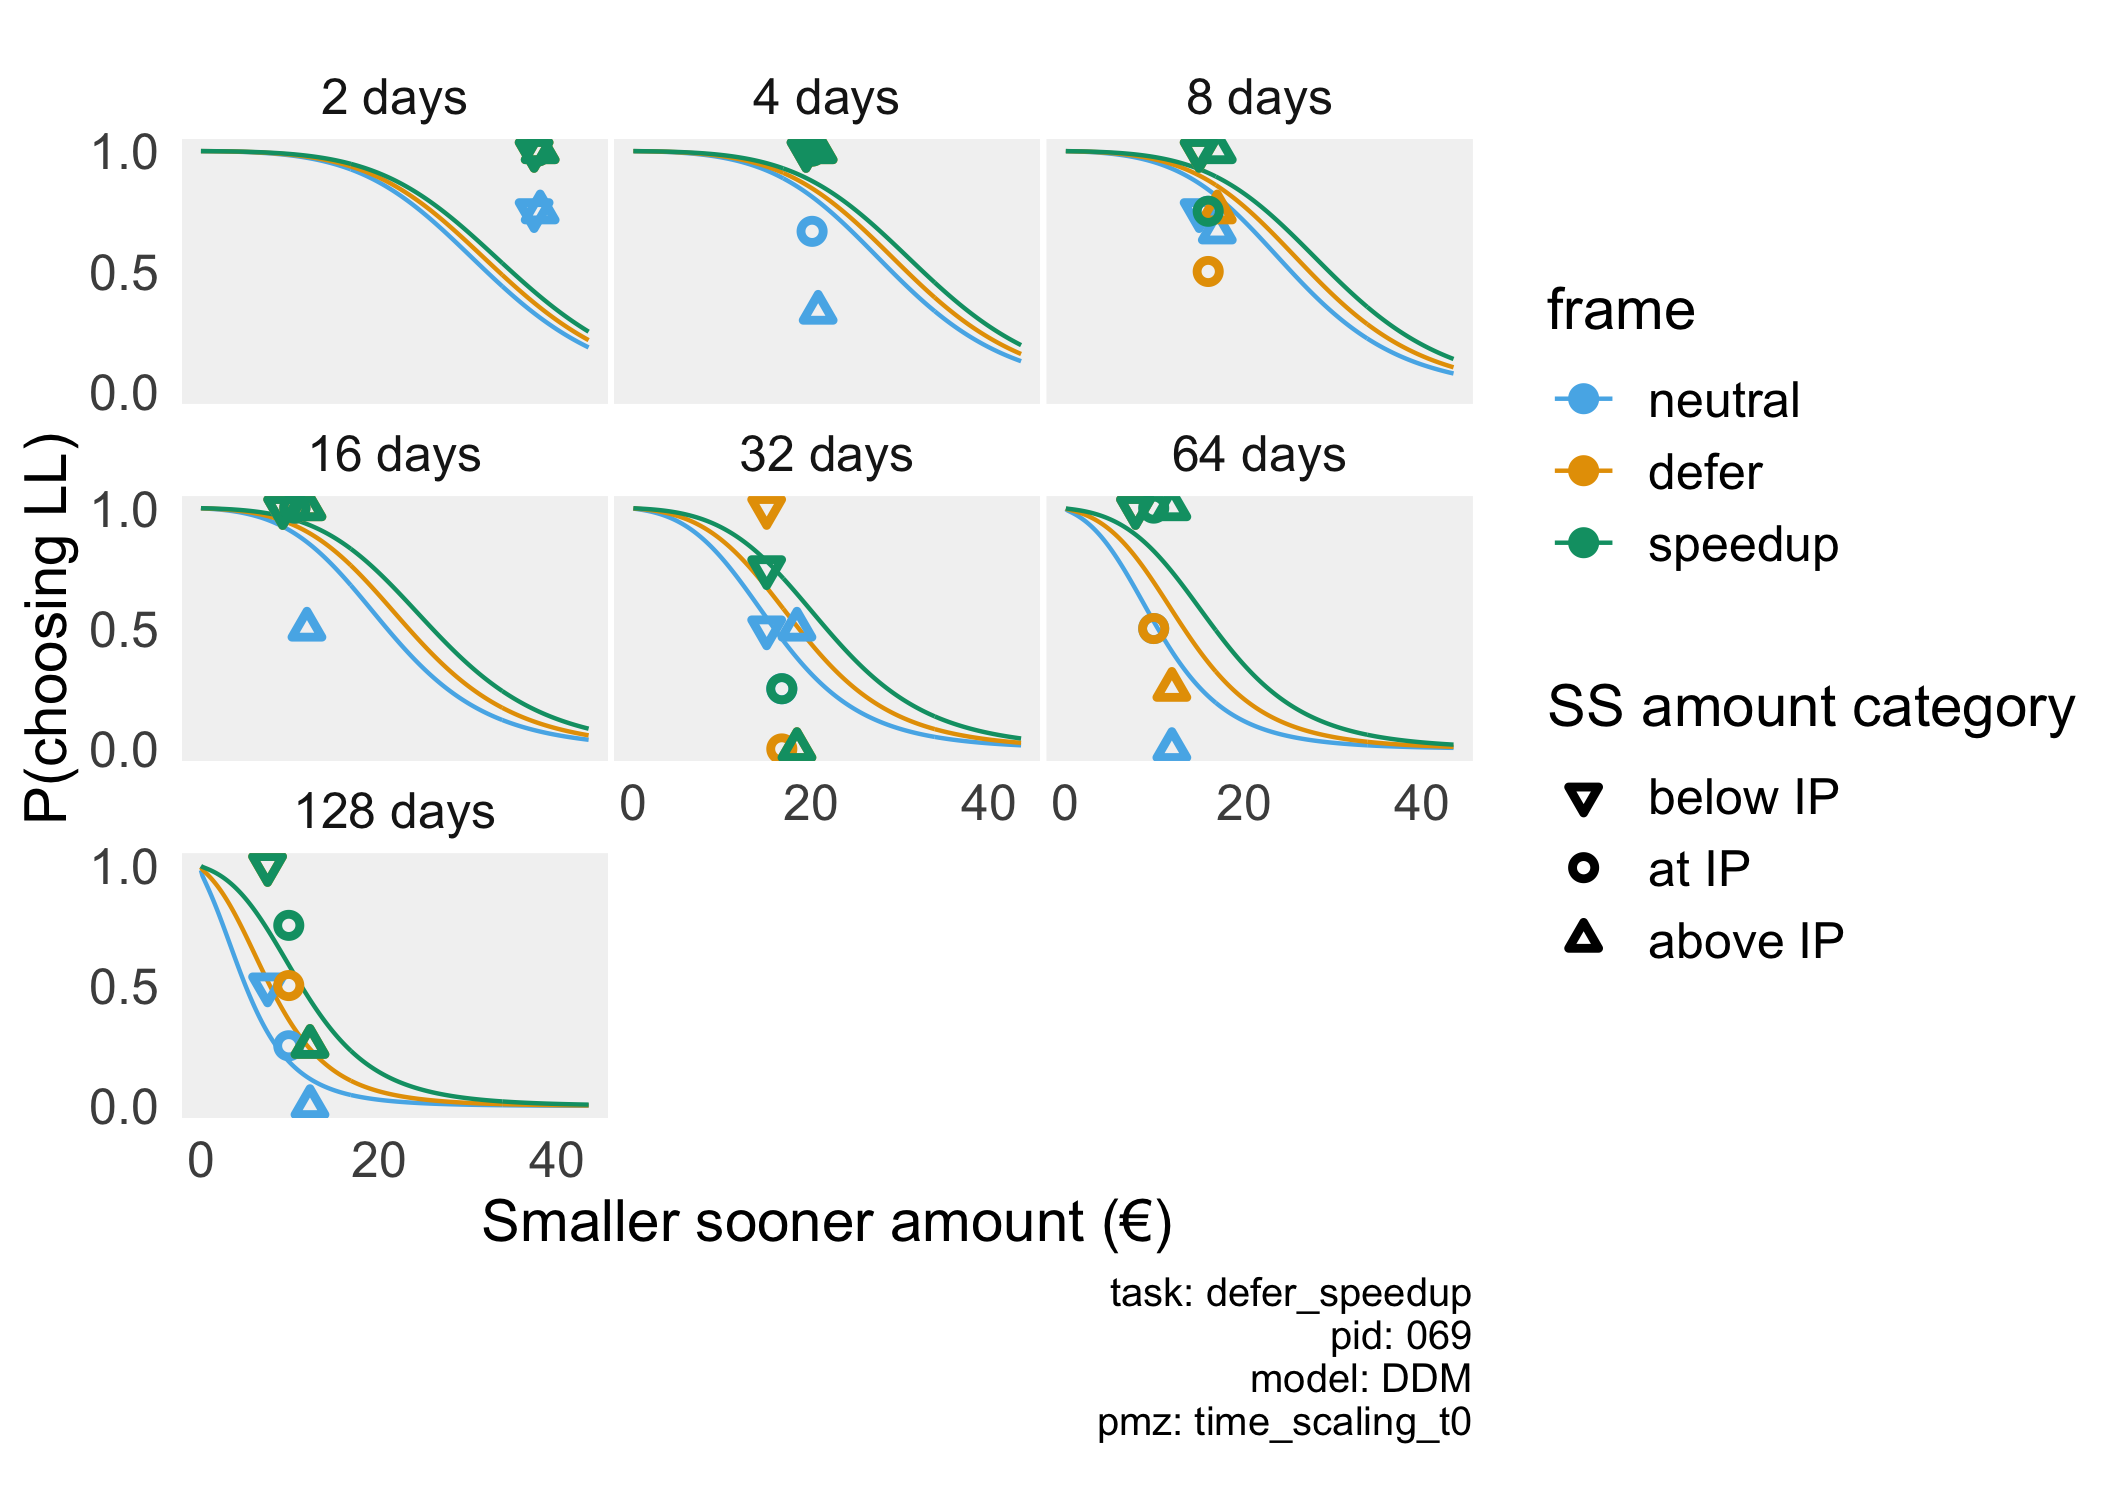 2 days
4 days
8 days
1.0
0.5
0.0
16 days
32 days
64 days
1.0
0.5
0.0
0 20 40
0 20 40
128 days
1.0
0.5
0.0
0 20 40
P(choosing LL)
Smaller sooner amount (€)
frame
neutral
defer
speedup
SS amount category
below IP
at IP
above IP
task: defer_speedup
pid: 069
model: DDM
pmz: time_scaling_t0